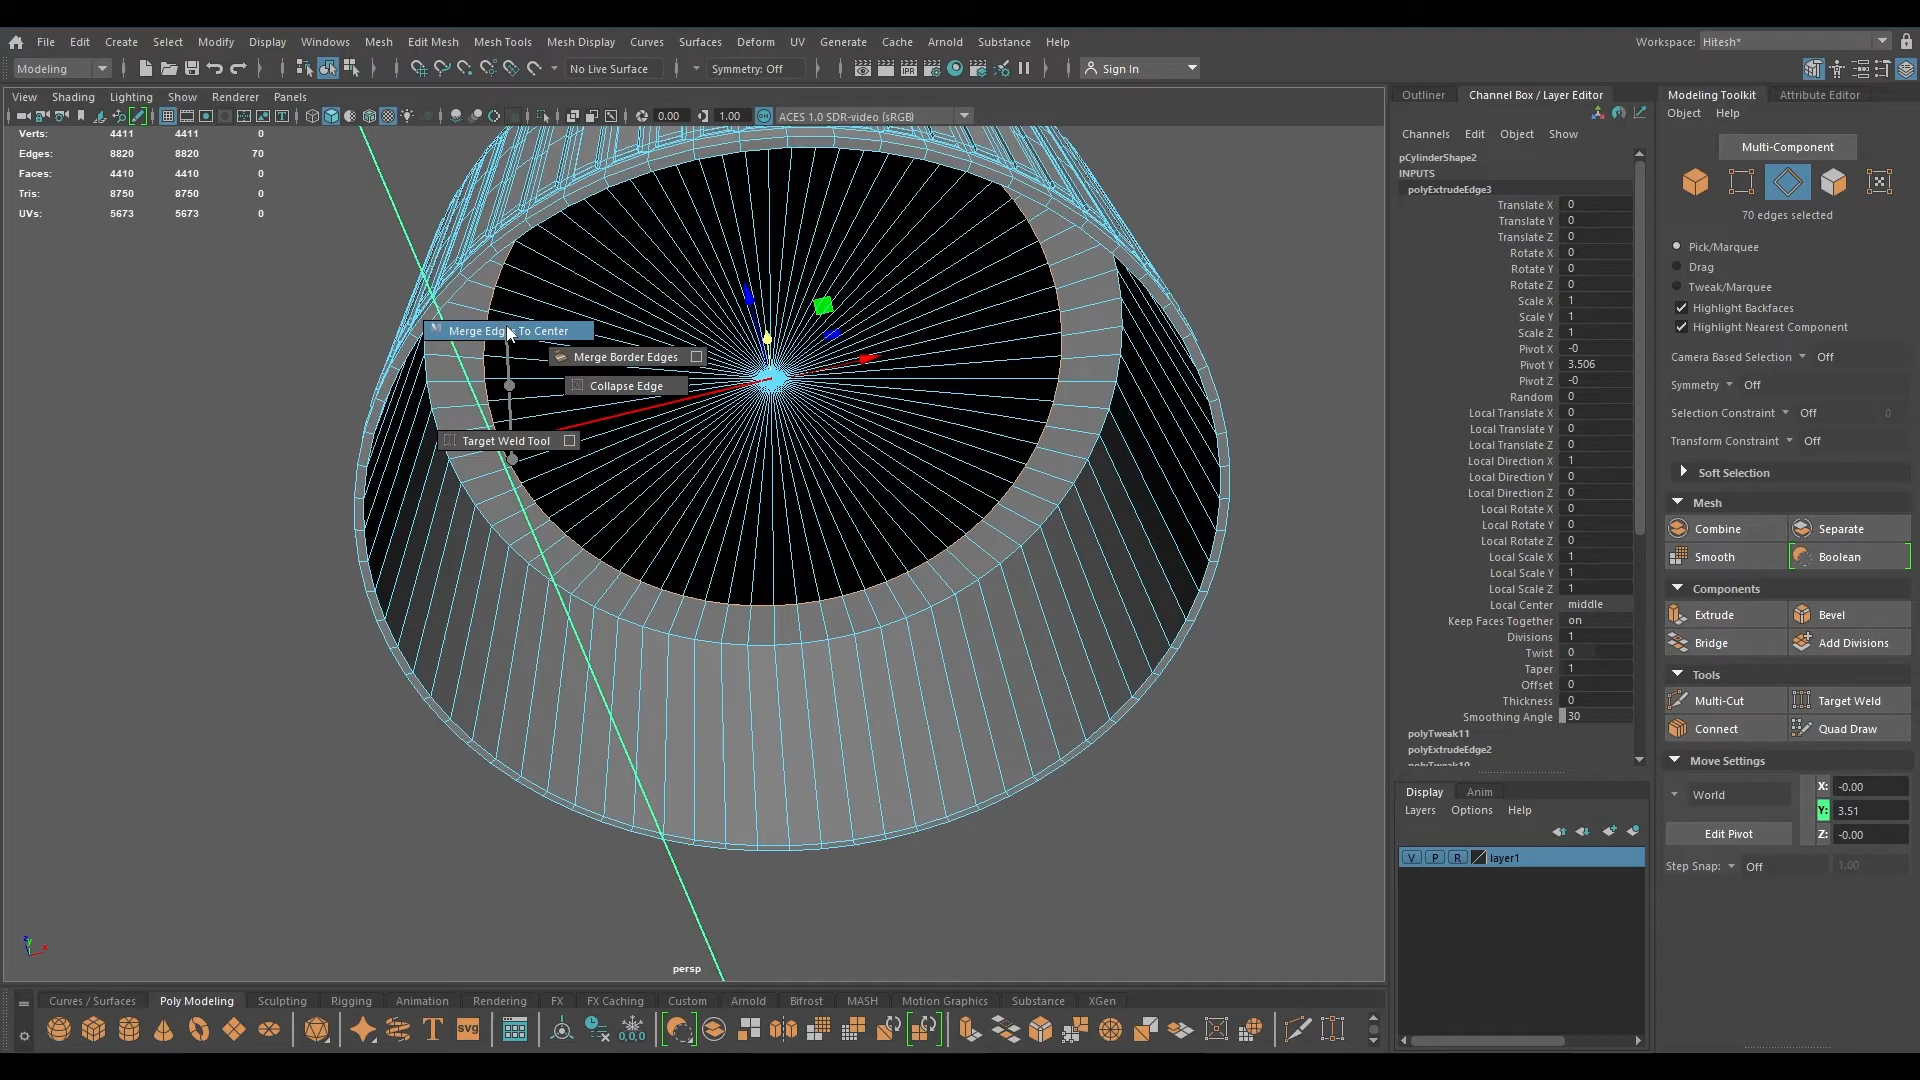 File Edit Create Select Modify Display Windows Mesh Edit Mesh Mesh Tools Mesh Display Curves Surfaces Deform UV Generate Cache Arnold Substance Help Workspace: Hitesh*
Modeling No Live Surface Symmetry: Off Sign In
View Shading Lighting Show Renderer Panels
0.00 1.00 ACES 1.0 SDR-video (sRGB)
Verts: 4411 4411 0
Edges: 8820 8820 70
Faces: 4410 4410 0
Tris: 8750 8750 0
UVs: 5673 5673 0
Merge Edges To Center
Merge Border Edges
Collapse Edge
Target Weld Tool
persp
Outliner Channel Box / Layer Editor
Channels Edit Object Show
pCylinderShape2
INPUTS
polyExtrudeEdge3
Translate X 0
Translate Y 0
Translate Z 0
Rotate X 0
Rotate Y 0
Rotate Z 0
Scale X 1
Scale Y 1
Scale Z 1
Pivot X -0
Pivot Y 3.506
Pivot Z -0
Random 0
Local Translate X 0
Local Translate Y 0
Local Translate Z 0
Local Direction X 1
Local Direction Y 0
Local Direction Z 0
Local Rotate X 0
Local Rotate Y 0
Local Rotate Z 0
Local Scale X 1
Local Scale Y 1
Local Scale Z 1
Local Center middle
Keep Faces Together on
Divisions 1
Twist 0
Taper 1
Offset 0
Thickness 0
Smoothing Angle 30
polyTweak11
polyExtrudeEdge2
polyTweak10
Display Anim
Layers Options Help
V P R layer1
Modeling Toolkit Attribute Editor
Object Help
Multi-Component
70 edges selected
Pick/Marquee
Drag
Tweak/Marquee
Highlight Backfaces
Highlight Nearest Component
Camera Based Selection Off
Symmetry Off
Selection Constraint Off 0
Transform Constraint Off
Soft Selection
Mesh
Combine Separate
Smooth Boolean
Components
Extrude Bevel
Bridge Add Divisions
Tools
Multi-Cut Target Weld
Connect Quad Draw
Move Settings
World
Edit Pivot
X: -0.00
Y: 3.51
Z: -0.00
Step Snap: Off 1.00
Curves / Surfaces Poly Modeling Sculpting Rigging Animation Rendering FX FX Caching Custom Arnold Bifrost MASH Motion Graphics Substance XGen
T svg 0,0,0